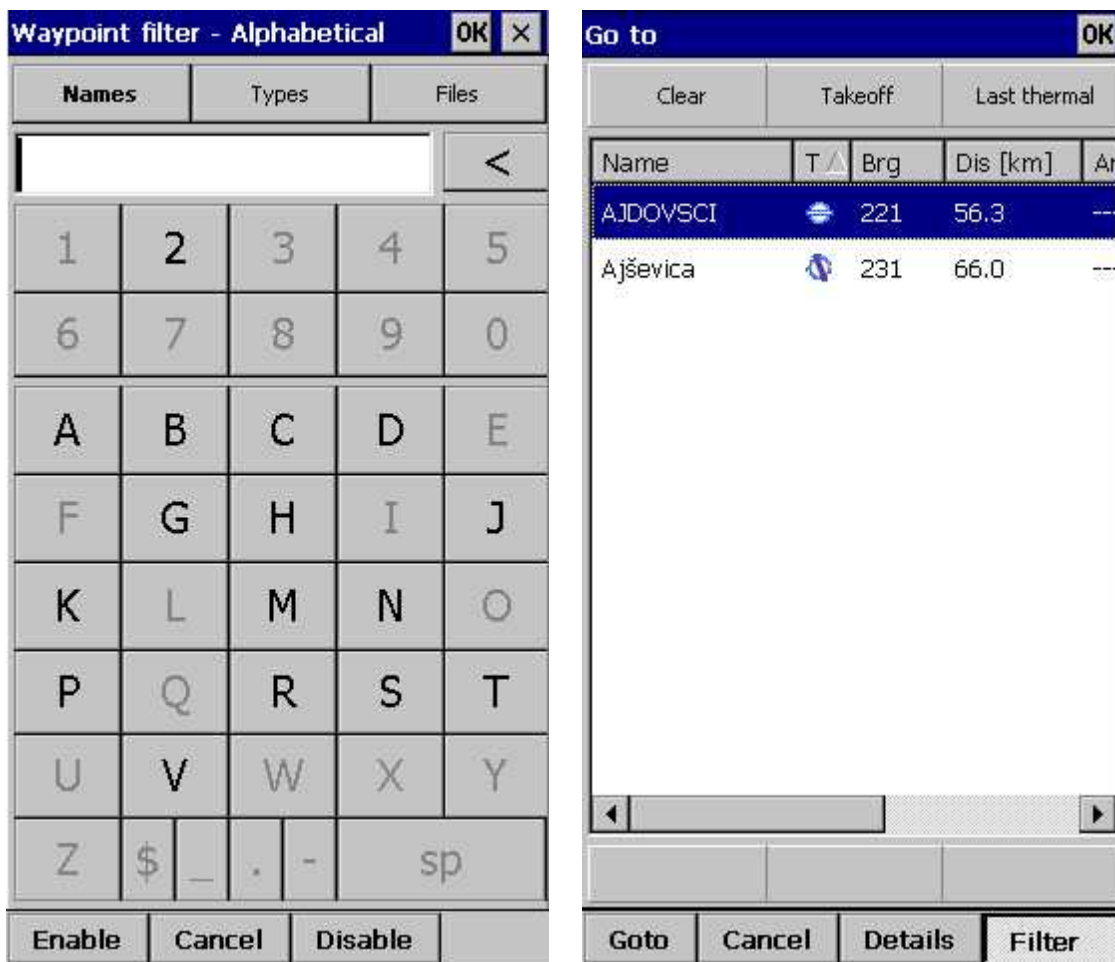 Waypoint filter - Alphabetical OK ×
Names Types Files
<
1 2 3 4 5
6 7 8 9 0
A B C D E
F G H I J
K L M N O
P Q R S T
U V W X Y
Z $ _ . - sp
Enable Cancel Disable
Go to OK
Clear Takeoff Last thermal
Name T Brg Dis [km] Ar
AJDOVSCI 221 56.3 ---
Ajševica 231 66.0 ---
Goto Cancel Details Filter